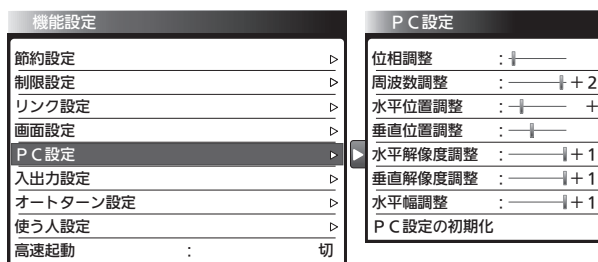 機能設定
節約設定
制限設定
リンク設定
画面設定
PC設定
入出力設定
オートターン設定
使う人設定
高速起動 : 切
PC設定
位相調整 :
周波数調整 : +2
水平位置調整 : +
垂直位置調整 :
水平解像度調整 : +1
垂直解像度調整 : +1
水平幅調整 : +1
PC設定の初期化